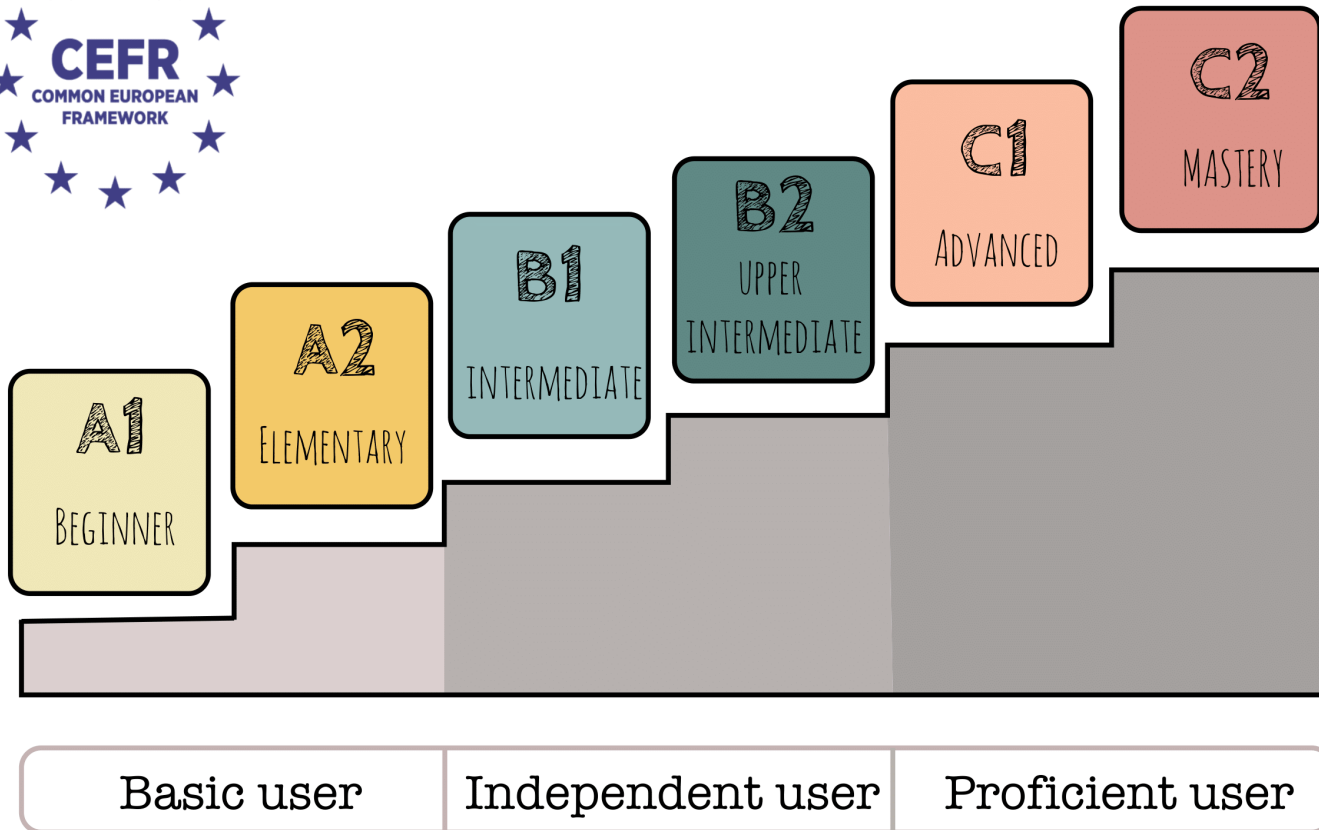 CEFR
COMMON EUROPEAN
FRAMEWORK
A1
BEGINNER
A2
ELEMENTARY
B1
INTERMEDIATE
B2
UPPER
INTERMEDIATE
C1
ADVANCED
C2
MASTERY
Basic user
Independent user
Proficient user